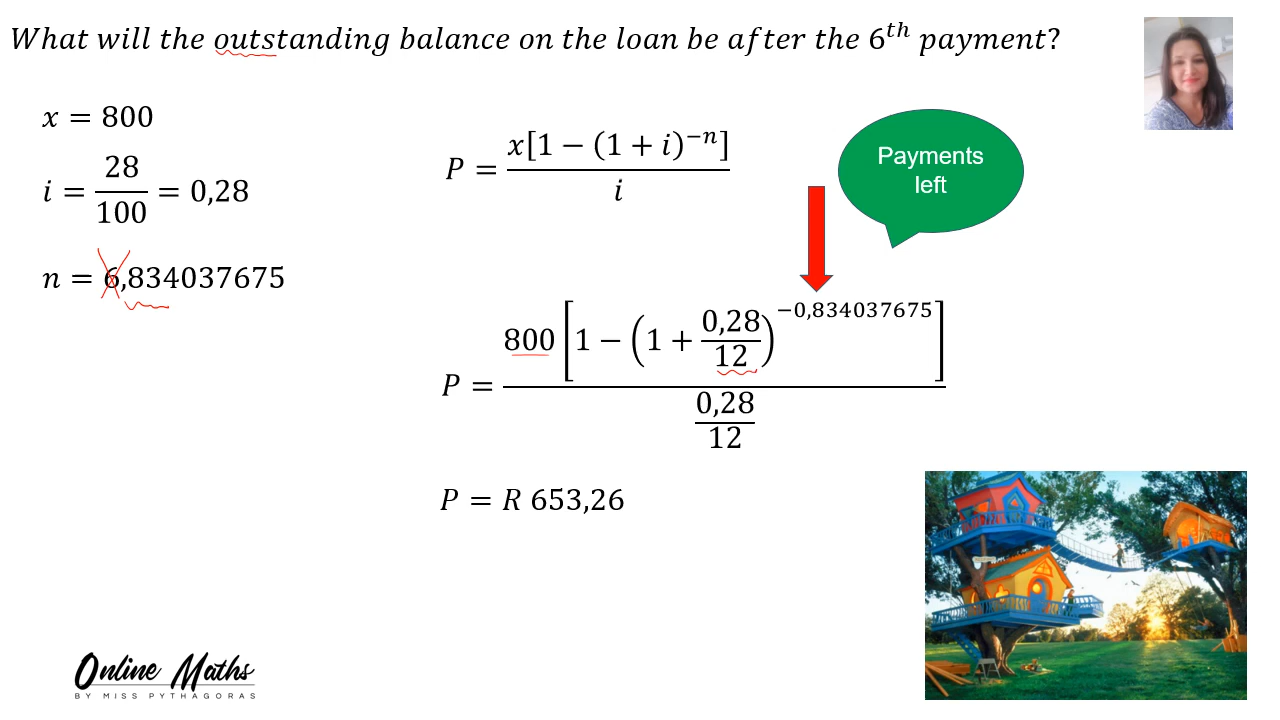 What will the outstanding balance on the loan be after the 6ᵗʰ payment?
x = 800
i = 28/100 = 0,28
n = 6,834037675
P = x[1 − (1 + i)⁻ⁿ] / i
Payments
left
P = 800[1 − (1 + 0,28/12)^−0,834037675] / (0,28/12)
P = R 653,26
Online Maths
BY MISS PYTHAGORAS